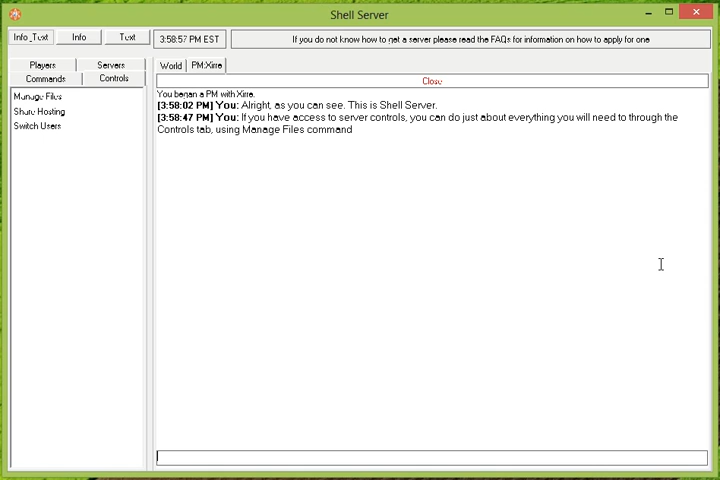 Shell Server
Info_Text Info Text 3:58:57 PM EST If you do not know how to get a server please read the FAQs for information on how to apply for one
Players Servers
Commands Controls
World PM:Xirre
Manage Files
Share Hosting
Switch Users
Close
You began a PM with Xirre.
[3:58:02 PM] You: Alright, as you can see. This is Shell Server.
[3:58:47 PM] You: If you have access to server controls, you can do just about everything you will need to through the
Controls tab, using Manage Files command